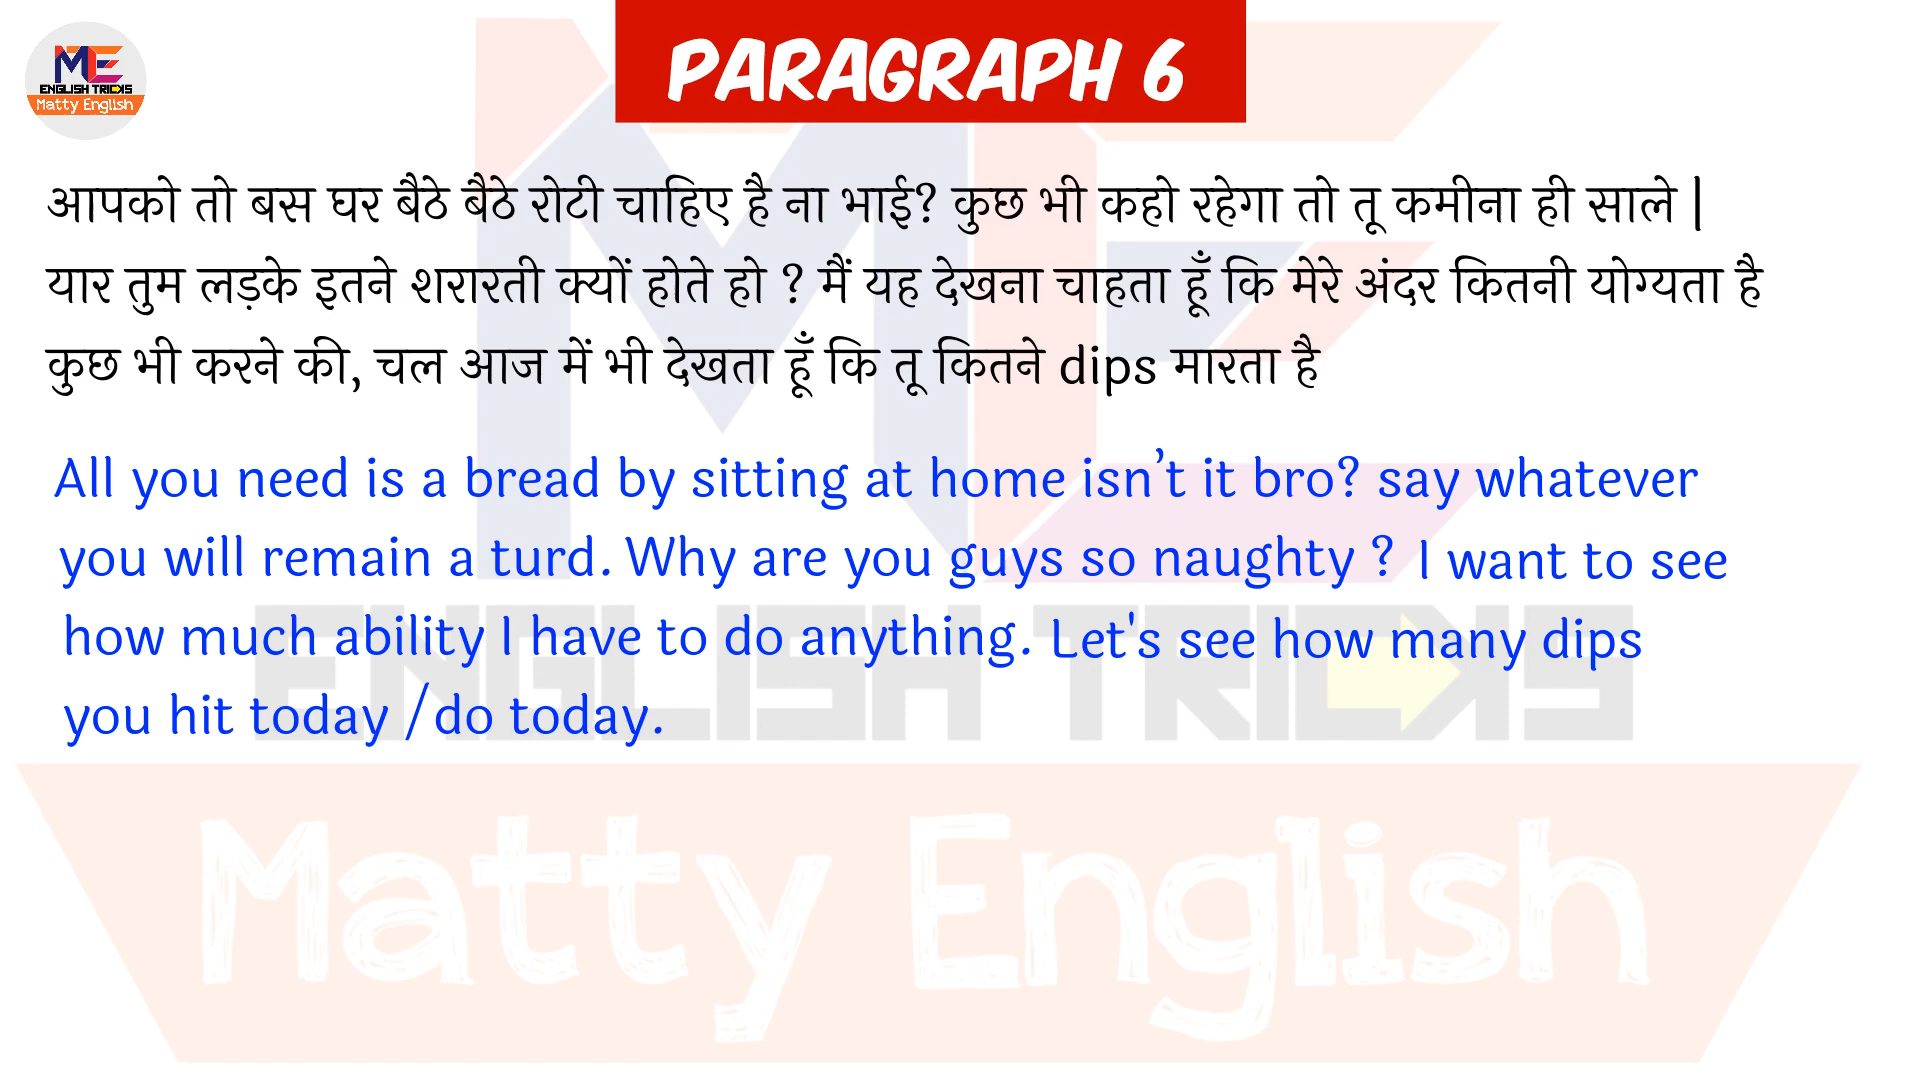 ME
ENGLISH TRICKS
Matty English
PARAGRAPH 6
आपको तो बस घर बैठे बैठे रोटी चाहिए है ना भाई? कुछ भी कहो रहेगा तो तू कमीना ही साले |
यार तुम लड़के इतने शरारती क्यों होते हो ? मैं यह देखना चाहता हूँ कि मेरे अंदर कितनी योग्यता है
कुछ भी करने की, चल आज में भी देखता हूँ कि तू कितने dips मारता है
All you need is a bread by sitting at home isn’t it bro? say whatever
you will remain a turd. Why are you guys so naughty ? I want to see
how much ability I have to do anything. Let's see how many dips
you hit today /do today.
ME
ENGLISH TRICKS
Matty English